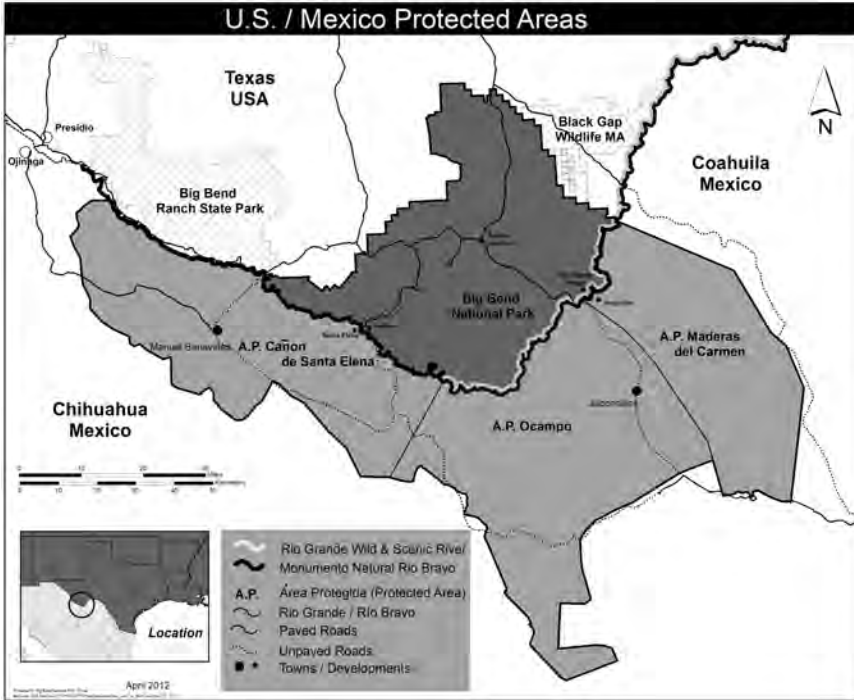 U.S. / Mexico Protected Areas
Texas
USA
Presidio
Ojinaga
Black Gap
Wildlife MA
N
Coahuila
Mexico
Big Bend
Ranch State Park
Big Bend
National Park
Manuel Benavides
A.P. Cañon
de Santa Elena
A.P. Maderas
del Carmen
A.P. Ocampo
Chihuahua
Mexico
Rio Grande Wild & Scenic River/
Monumento Natural Rio Bravo
A.P. Área Protegida (Protected Area)
Rio Grande / Río Bravo
Paved Roads
Unpaved Roads
Towns / Developments
Location
April 2012